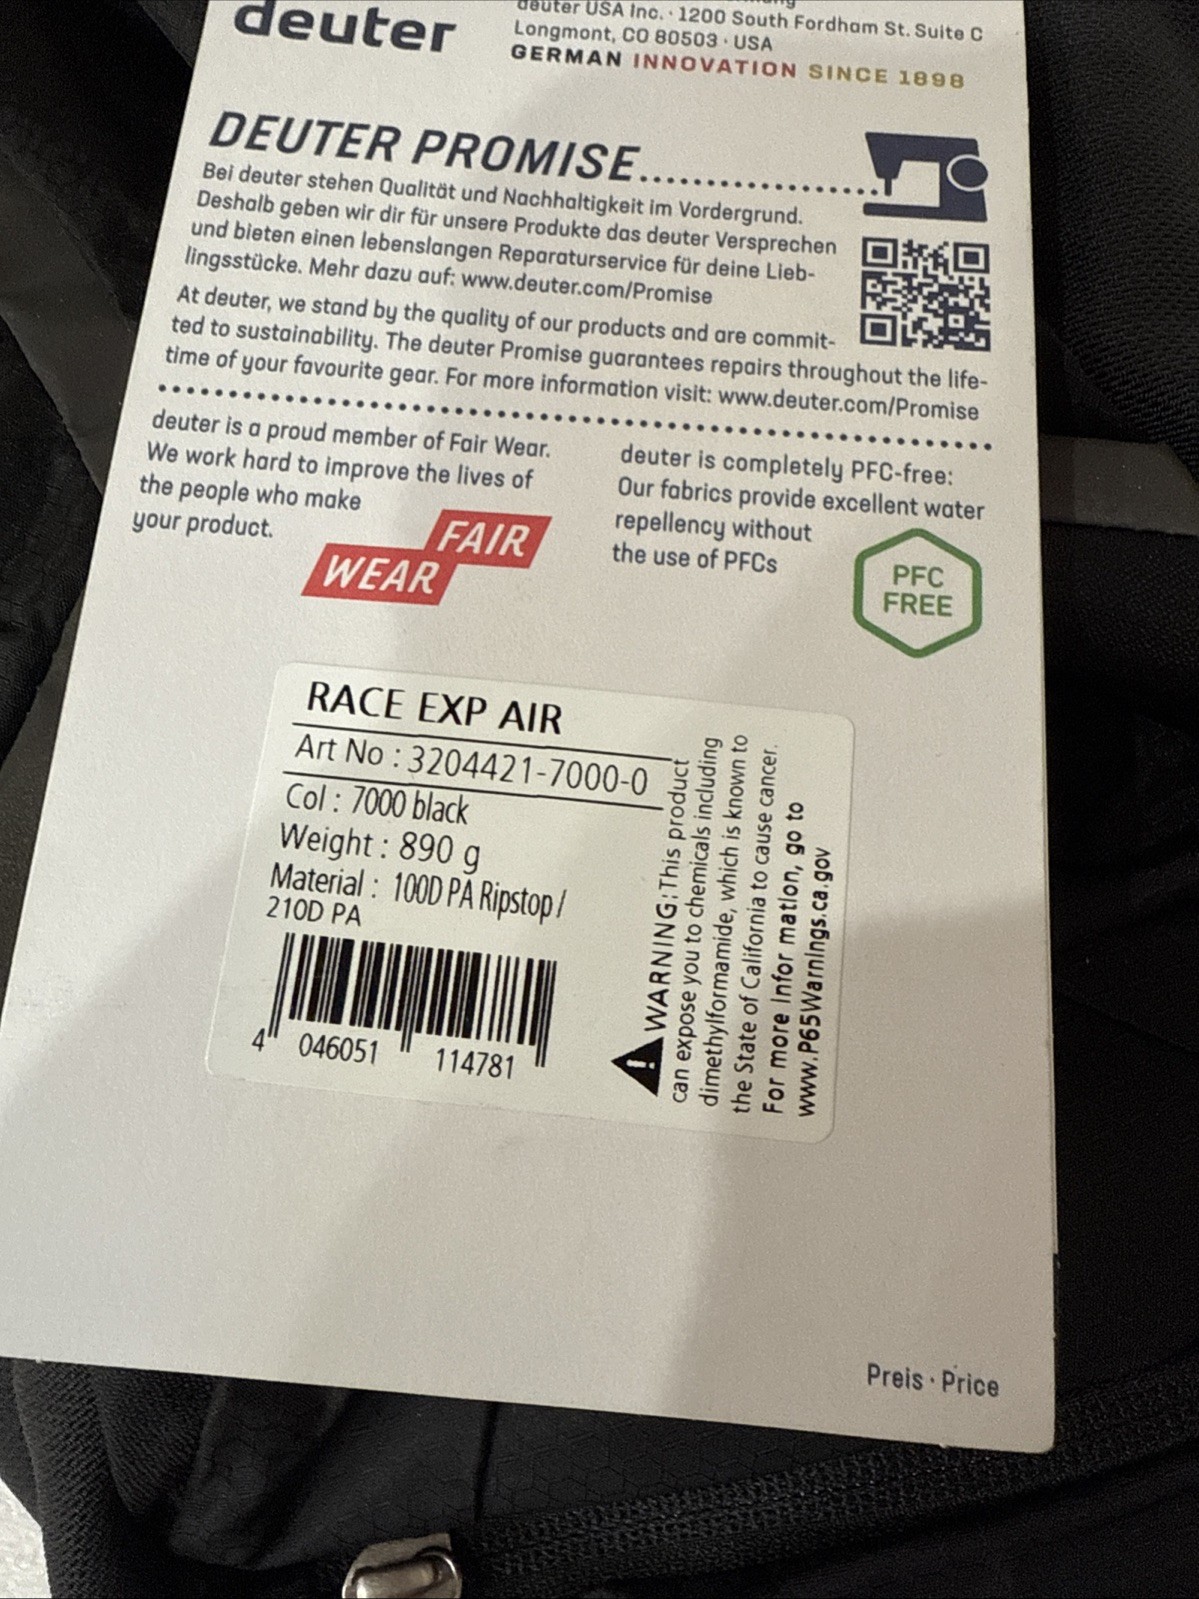 deuter
deuter USA Inc. · 1200 South Fordham St. Suite C
Longmont, CO 80503 · USA
GERMAN INNOVATION SINCE 1898
DEUTER PROMISE
Bei deuter stehen Qualität und Nachhaltigkeit im Vordergrund.
Deshalb geben wir dir für unsere Produkte das deuter Versprechen
und bieten einen lebenslangen Reparaturservice für deine Lieb-
lingsstücke. Mehr dazu auf: www.deuter.com/Promise
At deuter, we stand by the quality of our products and are commit-
ted to sustainability. The deuter Promise guarantees repairs throughout the life-
time of your favourite gear. For more information visit: www.deuter.com/Promise
deuter is a proud member of Fair Wear.
We work hard to improve the lives of
the people who make
your product.
FAIR
WEAR
deuter is completely PFC-free:
Our fabrics provide excellent water
repellency without
the use of PFCs
PFC
FREE
RACE EXP AIR
Art No : 3204421-7000-0
Col : 7000 black
Weight : 890 g
Material : 100D PA Ripstop /
210D PA
4 046051 114781
WARNING: This product
can expose you to chemicals including
dimethylformamide, which is known to
the State of California to cause cancer.
For more Infor matlon, go to
www.P65Warnlngs.ca.gov
Preis · Price